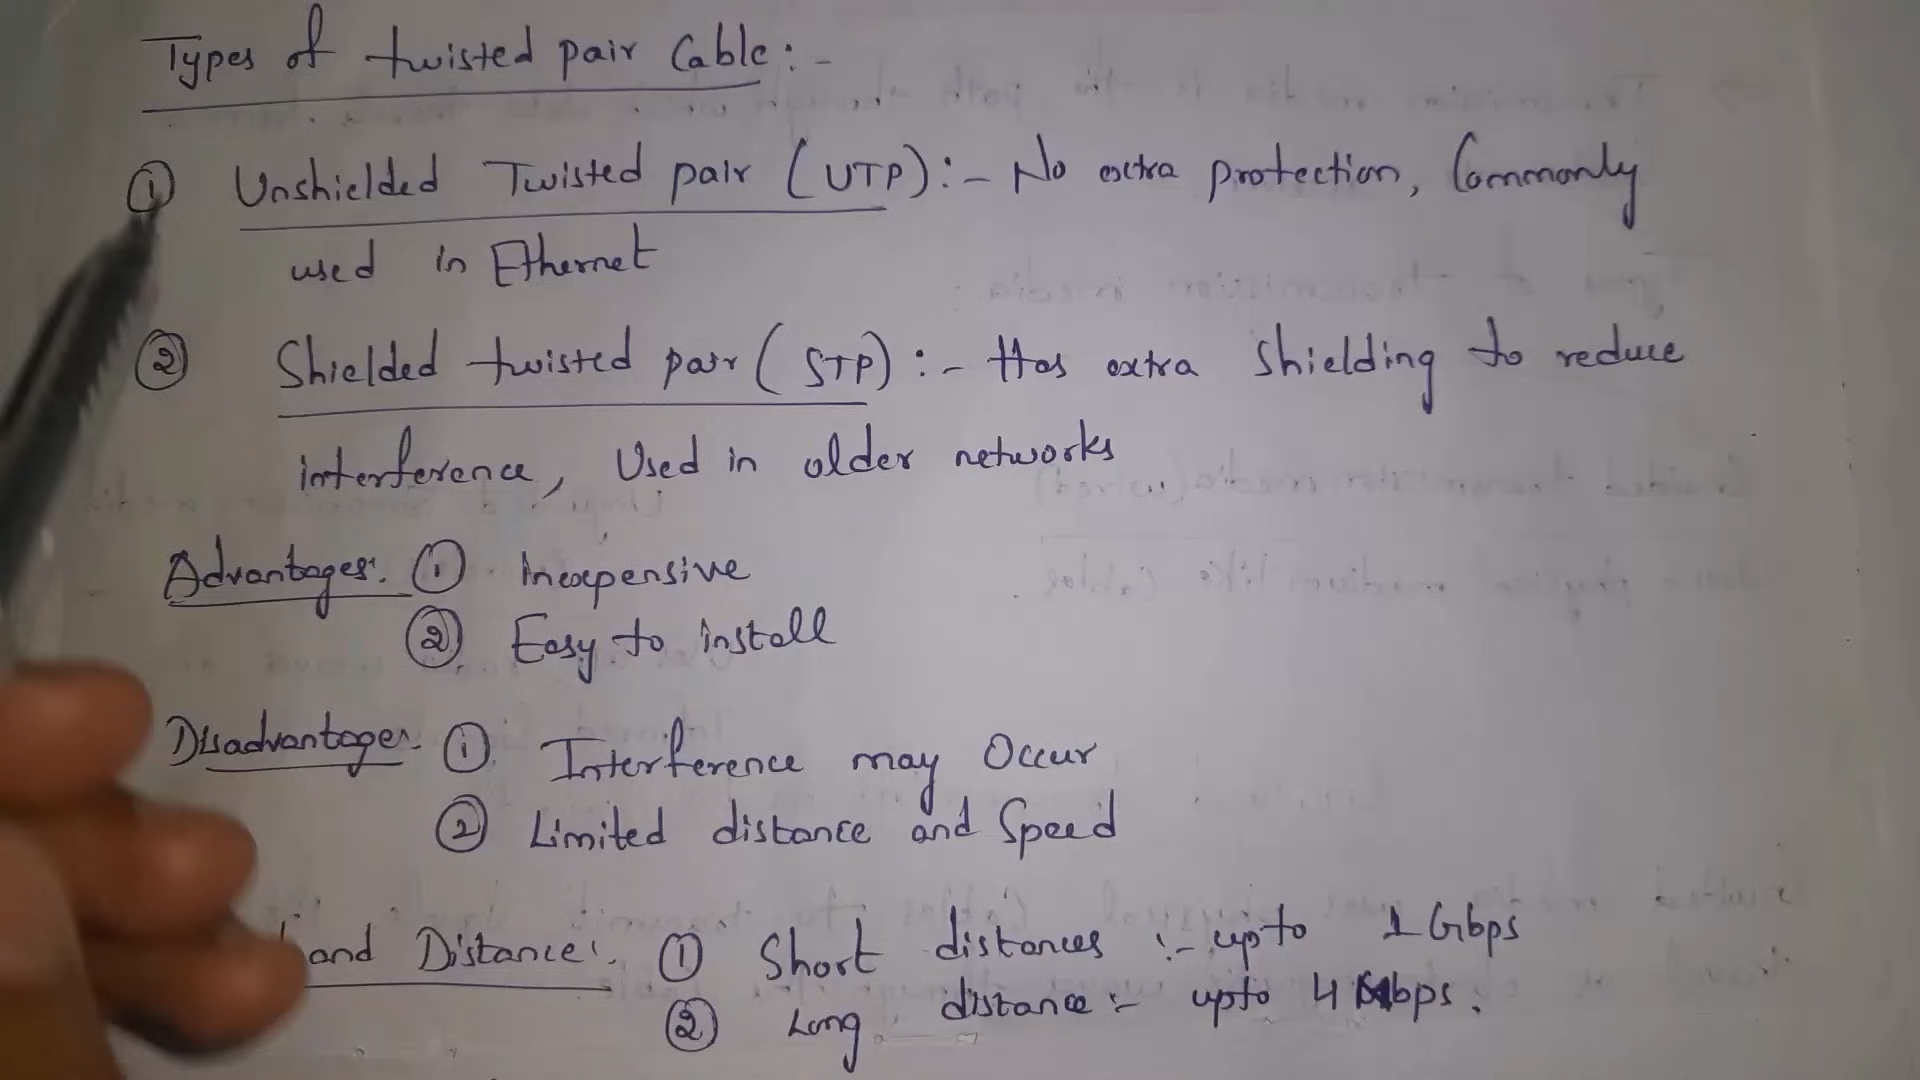 Types of twisted pair Cable:-
① Unshielded Twisted pair (UTP):- No extra protection, Commonly
used in Ethernet
② Shielded twisted pair (STP):- Has extra Shielding to reduce
interference, Used in older networks
Advantages: ① Inexpensive
② Easy to install
Disadvantages: ① Interference may Occur
② Limited distance and Speed
and Distance: ① Short distances :- upto 1 Gbps
② Long distance:- upto 4 Mbps.